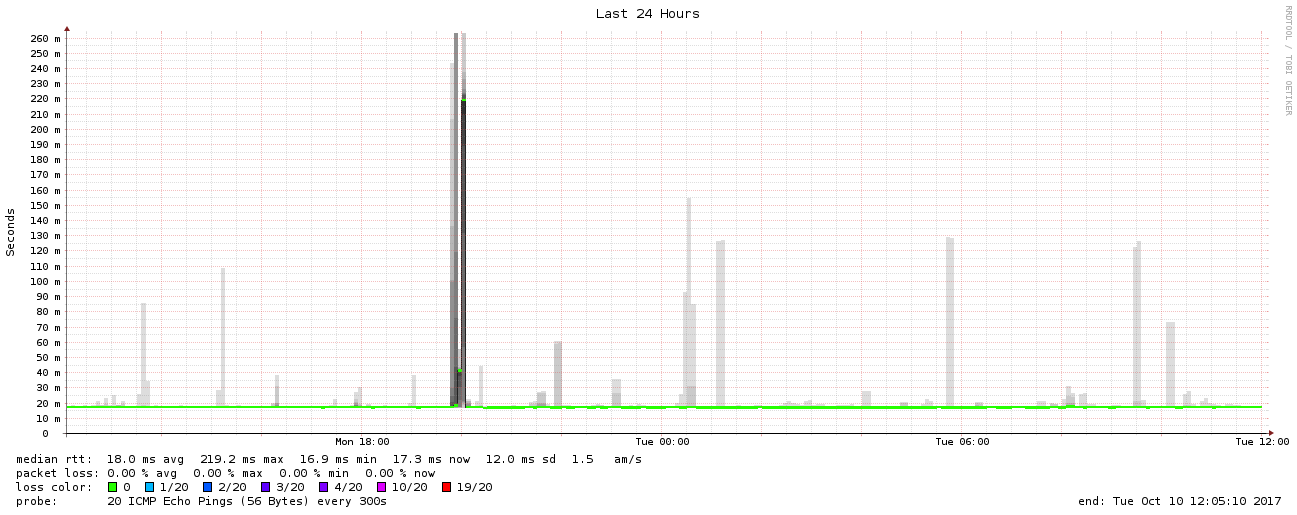 Last 24 Hours
RRDTOOL / TOBI OETIKER
Seconds
260 m
250 m
240 m
230 m
220 m
210 m
200 m
190 m
180 m
170 m
160 m
150 m
140 m
130 m
120 m
110 m
100 m
90 m
80 m
70 m
60 m
50 m
40 m
30 m
20 m
10 m
0
Mon 18:00 Tue 00:00 Tue 06:00 Tue 12:00
median rtt: 18.0 ms avg 219.2 ms max 16.9 ms min 17.3 ms now 12.0 ms sd 1.5 am/s
packet loss: 0.00 % avg 0.00 % max 0.00 % min 0.00 % now
loss color: 0 1/20 2/20 3/20 4/20 10/20 19/20
probe: 20 ICMP Echo Pings (56 Bytes) every 300s end: Tue Oct 10 12:05:10 2017